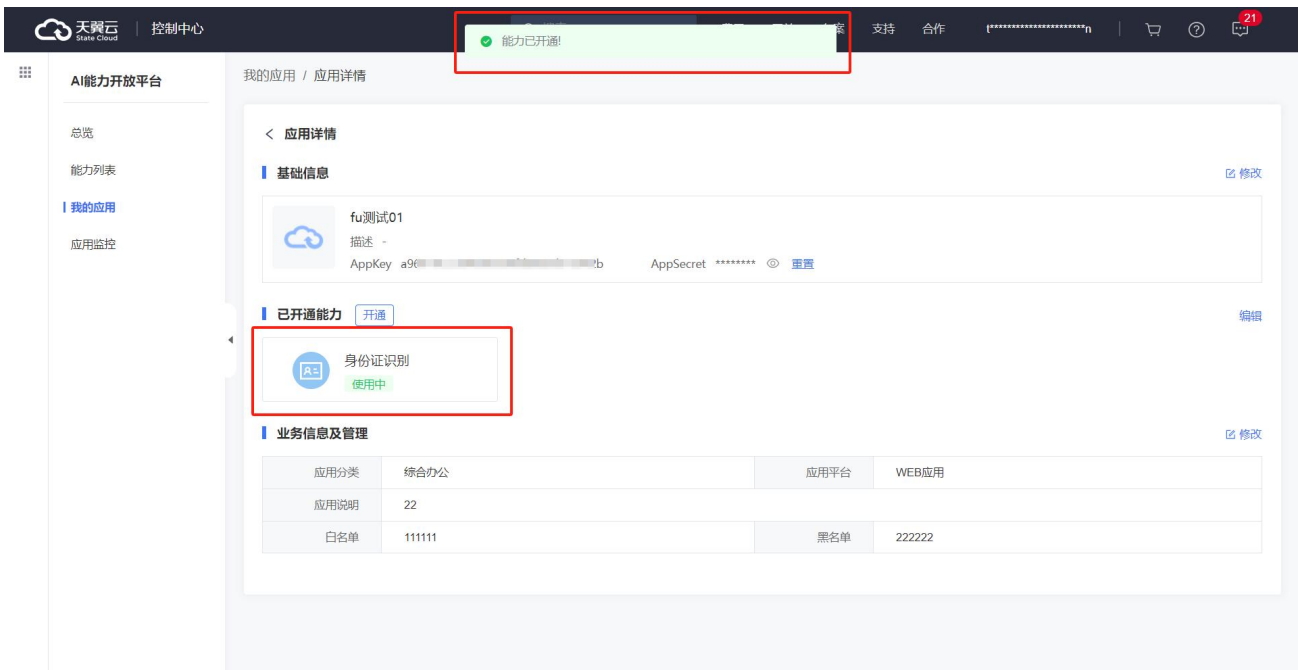 天翼云 State Cloud 控制中心 支持 合作 t**********************n 21
能力已开通!
AI能力开放平台
总览
能力列表
我的应用
应用监控
我的应用 / 应用详情
< 应用详情
基础信息 修改
fu测试01
描述 -
AppKey a96 2b AppSecret ******** 重置
已开通能力 开通 编辑
身份证识别
使用中
业务信息及管理 修改
应用分类 综合办公 应用平台 WEB应用
应用说明 22
白名单 111111 黑名单 222222